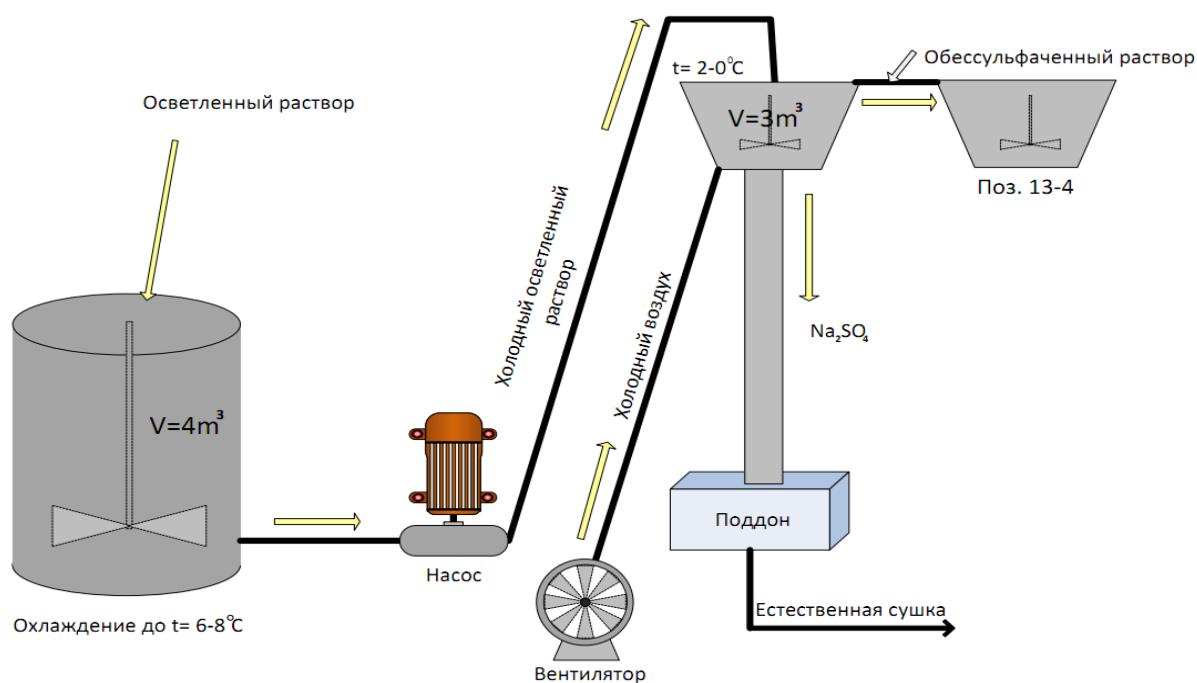 Осветленный раствор
V=4m³
Охлаждение до t= 6-8°C
Насос
Холодный осветленный
раствор
Холодный воздух
Вентилятор
t= 2-0°C
V=3m³
Обессульфаченный раствор
Поз. 13-4
Na₂SO₄
Поддон
Естественная сушка